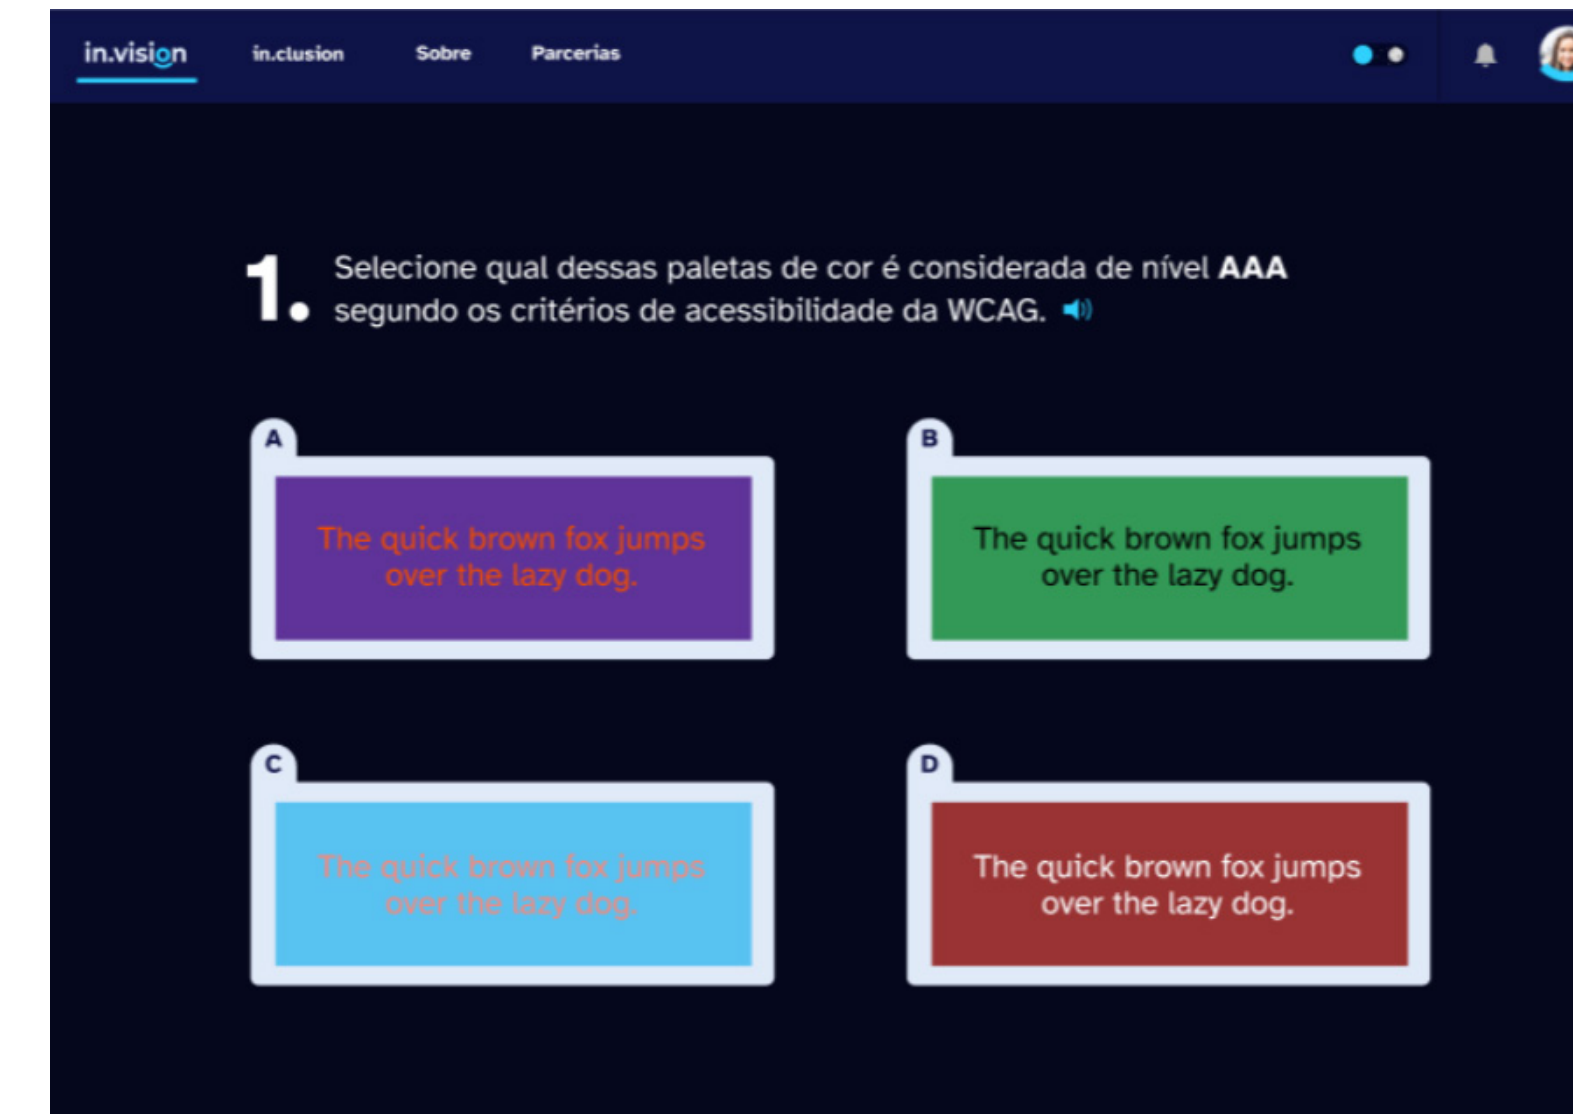 in.vision in.clusion Sobre Parcerias
1. Selecione qual dessas paletas de cor é considerada de nível AAA
segundo os critérios de acessibilidade da WCAG.
A
The quick brown fox jumps
over the lazy dog.
B
The quick brown fox jumps
over the lazy dog.
C
The quick brown fox jumps
over the lazy dog.
D
The quick brown fox jumps
over the lazy dog.